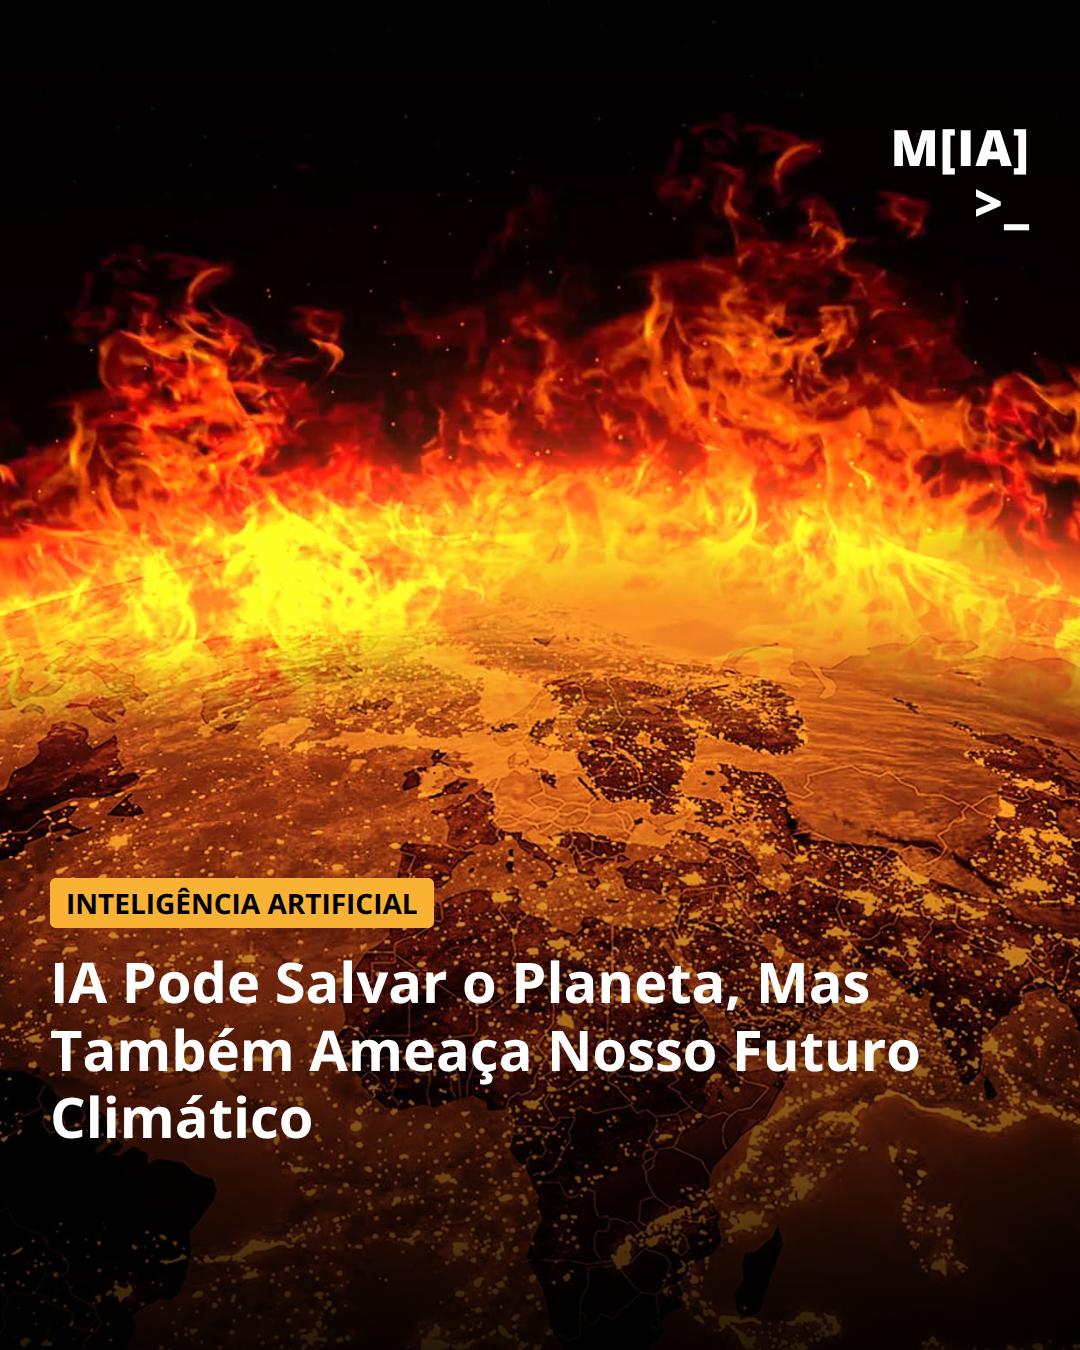 M[IA]
>_
INTELIGÊNCIA ARTIFICIAL
IA Pode Salvar o Planeta, Mas
Também Ameaça Nosso Futuro
Climático